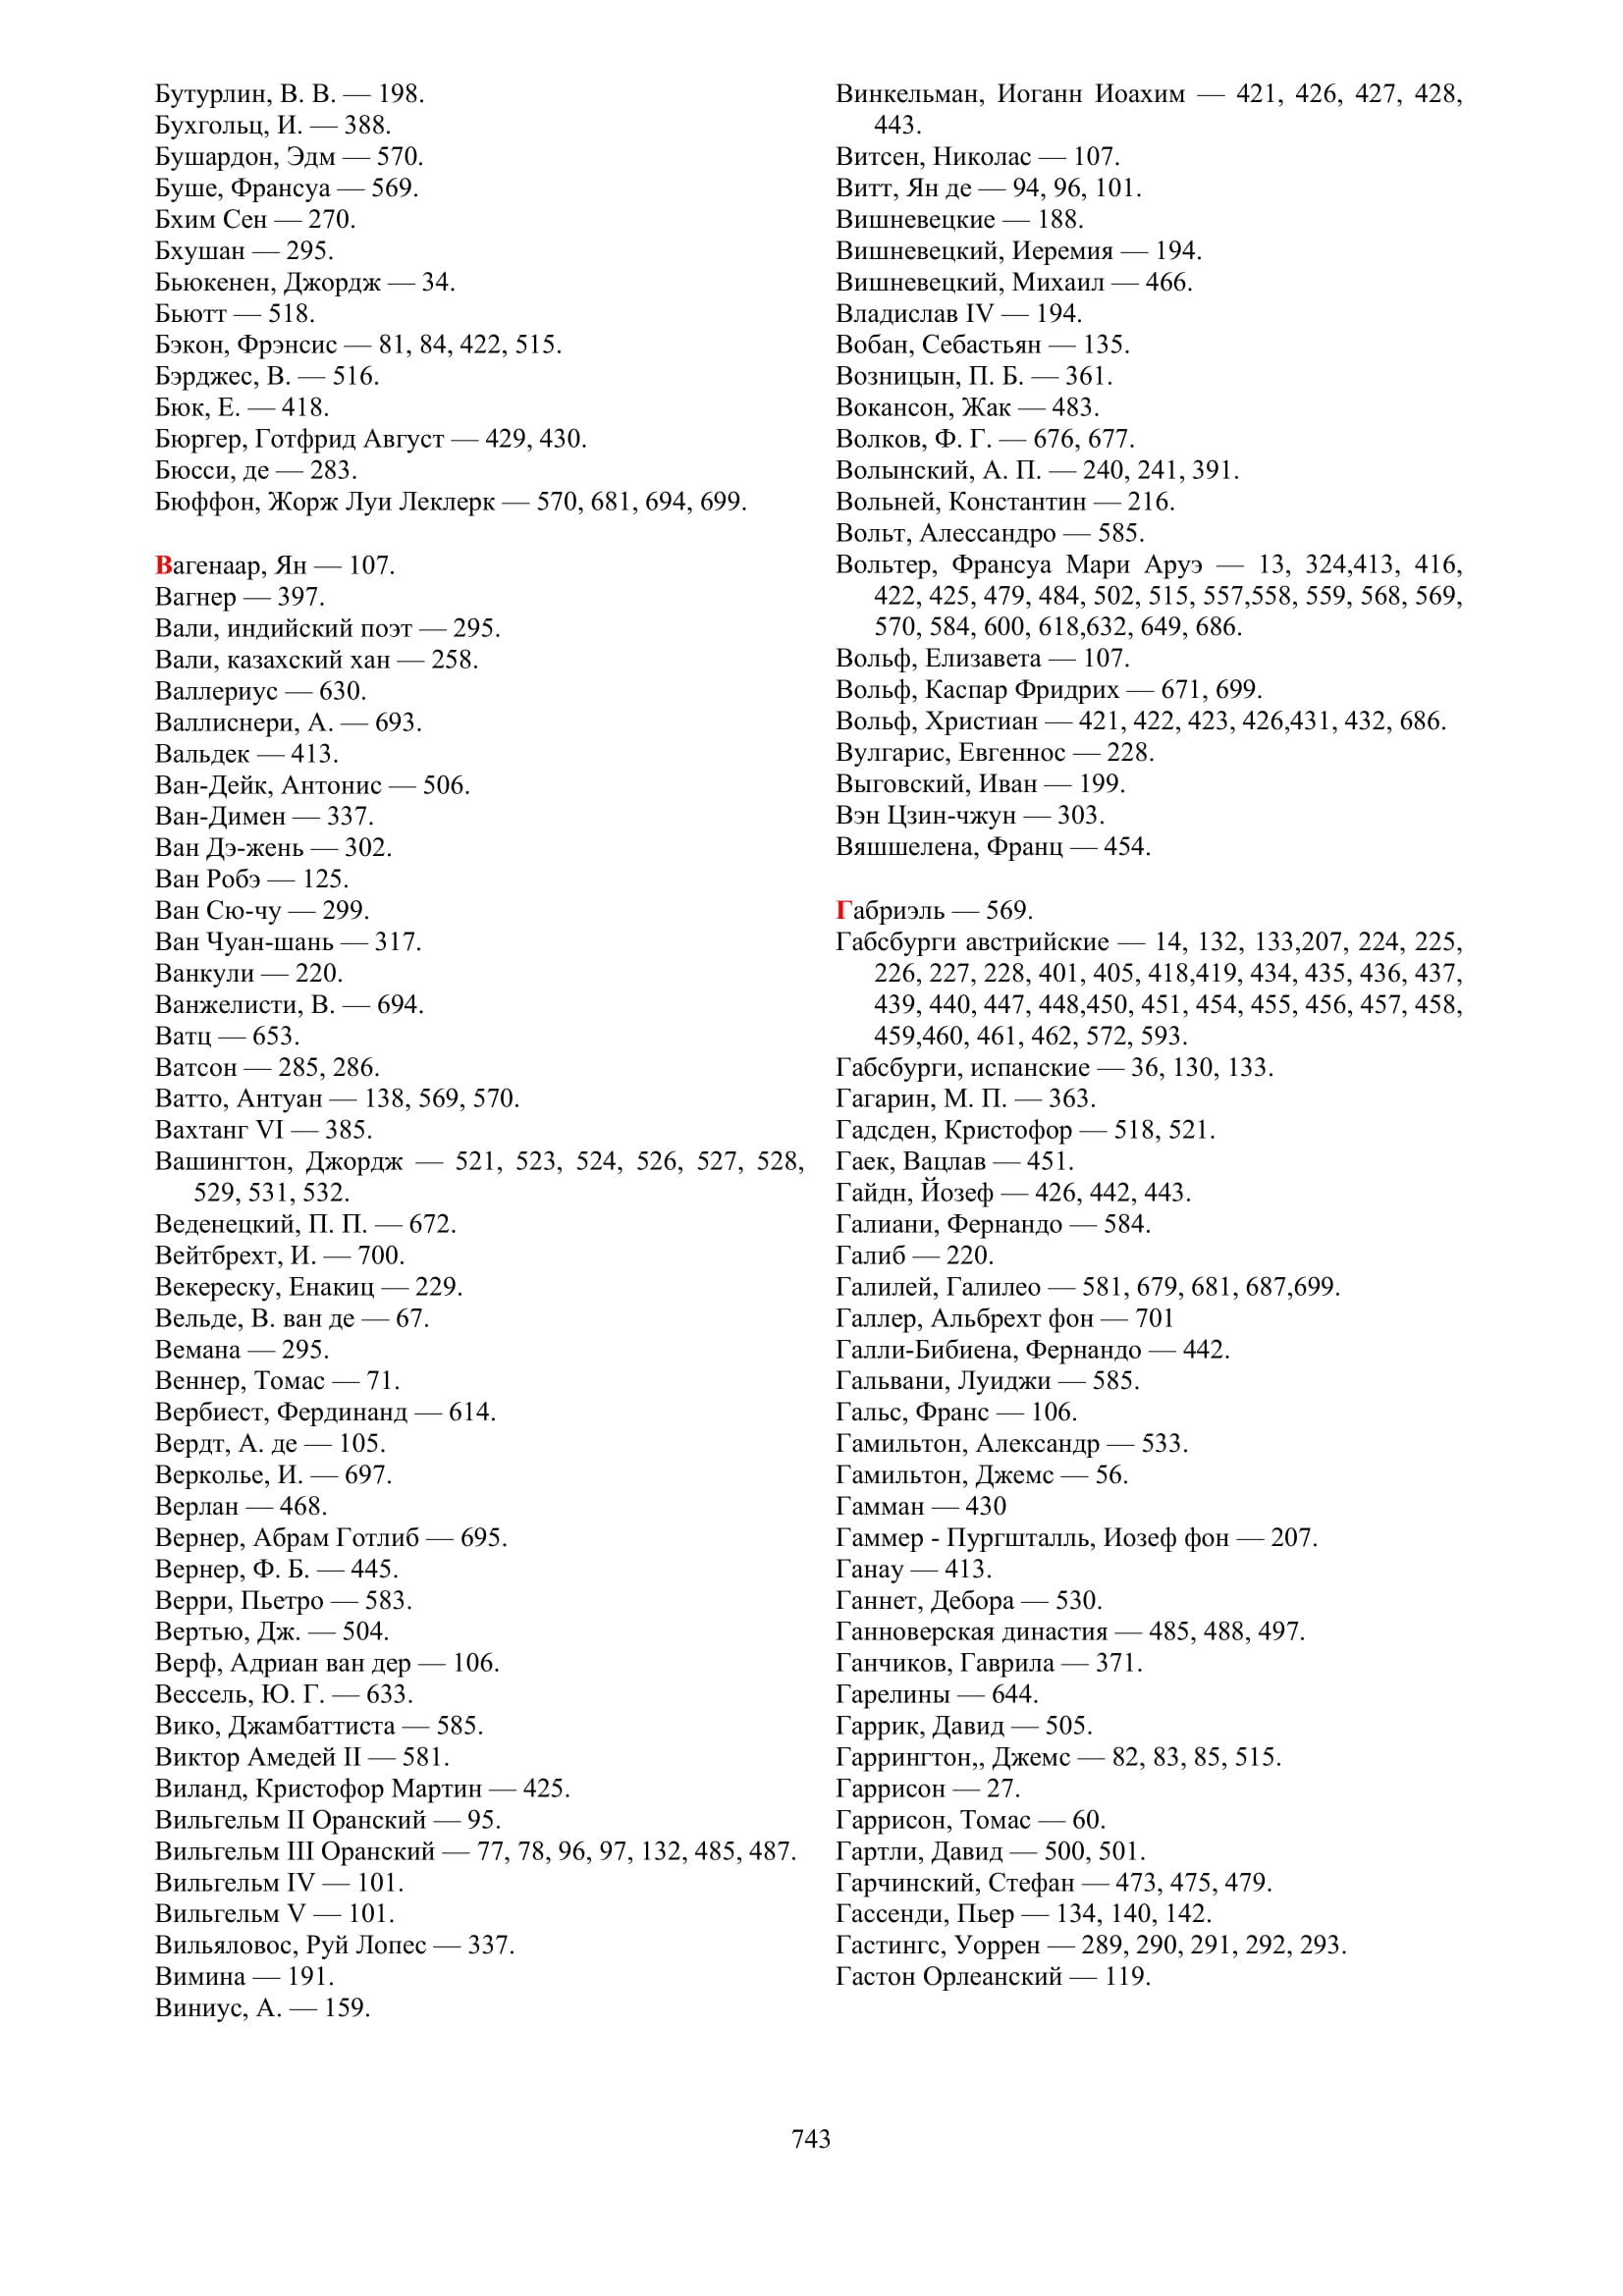 Бутурлин, В. В. — 198.
Бухгольц, И. — 388.
Бушардон, Эдм — 570.
Буше, Франсуа — 569.
Бхим Сен — 270.
Бхушан — 295.
Бьюкенен, Джордж — 34.
Бьютт — 518.
Бэкон, Фрэнсис — 81, 84, 422, 515.
Бэрджес, В. — 516.
Бюк, Е. — 418.
Бюргер, Готфрид Август — 429, 430.
Бюсси, де — 283.
Бюффон, Жорж Луи Леклерк — 570, 681, 694, 699.
Вагенаар, Ян — 107.
Вагнер — 397.
Вали, индийский поэт — 295.
Вали, казахский хан — 258.
Валлериус — 630.
Валлиснери, А. — 693.
Вальдек — 413.
Ван-Дейк, Антонис — 506.
Ван-Димен — 337.
Ван Дэ-жень — 302.
Ван Робэ — 125.
Ван Сю-чу — 299.
Ван Чуан-шань — 317.
Ванкули — 220.
Ванжелисти, В. — 694.
Ватц — 653.
Ватсон — 285, 286.
Ватто, Антуан — 138, 569, 570.
Вахтанг VI — 385.
Вашингтон, Джордж — 521, 523, 524, 526, 527, 528,
529, 531, 532.
Веденецкий, П. П. — 672.
Вейтбрехт, И. — 700.
Векереску, Енакиц — 229.
Вельде, В. ван де — 67.
Вемана — 295.
Веннер, Томас — 71.
Вербиест, Фердинанд — 614.
Вердт, А. де — 105.
Верколье, И. — 697.
Верлан — 468.
Вернер, Абрам Готлиб — 695.
Вернер, Ф. Б. — 445.
Верри, Пьетро — 583.
Вертью, Дж. — 504.
Верф, Адриан ван дер — 106.
Вессель, Ю. Г. — 633.
Вико, Джамбаттиста — 585.
Виктор Амедей II — 581.
Виланд, Кристофор Мартин — 425.
Вильгельм II Оранский — 95.
Вильгельм III Оранский — 77, 78, 96, 97, 132, 485, 487.
Вильгельм IV — 101.
Вильгельм V — 101.
Вильяловос, Руй Лопес — 337.
Вимина — 191.
Виниус, А. — 159.
Винкельман, Иоганн Иоахим — 421, 426, 427, 428,
443.
Витсен, Николас — 107.
Витт, Ян де — 94, 96, 101.
Вишневецкие — 188.
Вишневецкий, Иеремия — 194.
Вишневецкий, Михаил — 466.
Владислав IV — 194.
Вобан, Себастьян — 135.
Возницын, П. Б. — 361.
Вокансон, Жак — 483.
Волков, Ф. Г. — 676, 677.
Волынский, А. П. — 240, 241, 391.
Вольней, Константин — 216.
Вольт, Алессандро — 585.
Вольтер, Франсуа Мари Аруэ — 13, 324,413, 416,
422, 425, 479, 484, 502, 515, 557,558, 559, 568, 569,
570, 584, 600, 618,632, 649, 686.
Вольф, Елизавета — 107.
Вольф, Каспар Фридрих — 671, 699.
Вольф, Христиан — 421, 422, 423, 426,431, 432, 686.
Вулгарис, Евгеннос — 228.
Выговский, Иван — 199.
Вэн Цзин-чжун — 303.
Вяшшелена, Франц — 454.
Габриэль — 569.
Габсбурги австрийские — 14, 132, 133,207, 224, 225,
226, 227, 228, 401, 405, 418,419, 434, 435, 436, 437,
439, 440, 447, 448,450, 451, 454, 455, 456, 457, 458,
459,460, 461, 462, 572, 593.
Габсбурги, испанские — 36, 130, 133.
Гагарин, М. П. — 363.
Гадсден, Кристофор — 518, 521.
Гаек, Вацлав — 451.
Гайдн, Йозеф — 426, 442, 443.
Галиани, Фернандо — 584.
Галиб — 220.
Галилей, Галилео — 581, 679, 681, 687,699.
Галлер, Альбрехт фон — 701
Галли-Бибиена, Фернандо — 442.
Гальвани, Луиджи — 585.
Гальс, Франс — 106.
Гамильтон, Александр — 533.
Гамильтон, Джемс — 56.
Гамман — 430
Гаммер - Пургшталль, Иозеф фон — 207.
Ганау — 413.
Ганнет, Дебора — 530.
Ганноверская династия — 485, 488, 497.
Ганчиков, Гаврила — 371.
Гарелины — 644.
Гаррик, Давид — 505.
Гаррингтон,, Джемс — 82, 83, 85, 515.
Гаррисон — 27.
Гаррисон, Томас — 60.
Гартли, Давид — 500, 501.
Гарчинский, Стефан — 473, 475, 479.
Гассенди, Пьер — 134, 140, 142.
Гастингс, Уоррен — 289, 290, 291, 292, 293.
Гастон Орлеанский — 119.
743